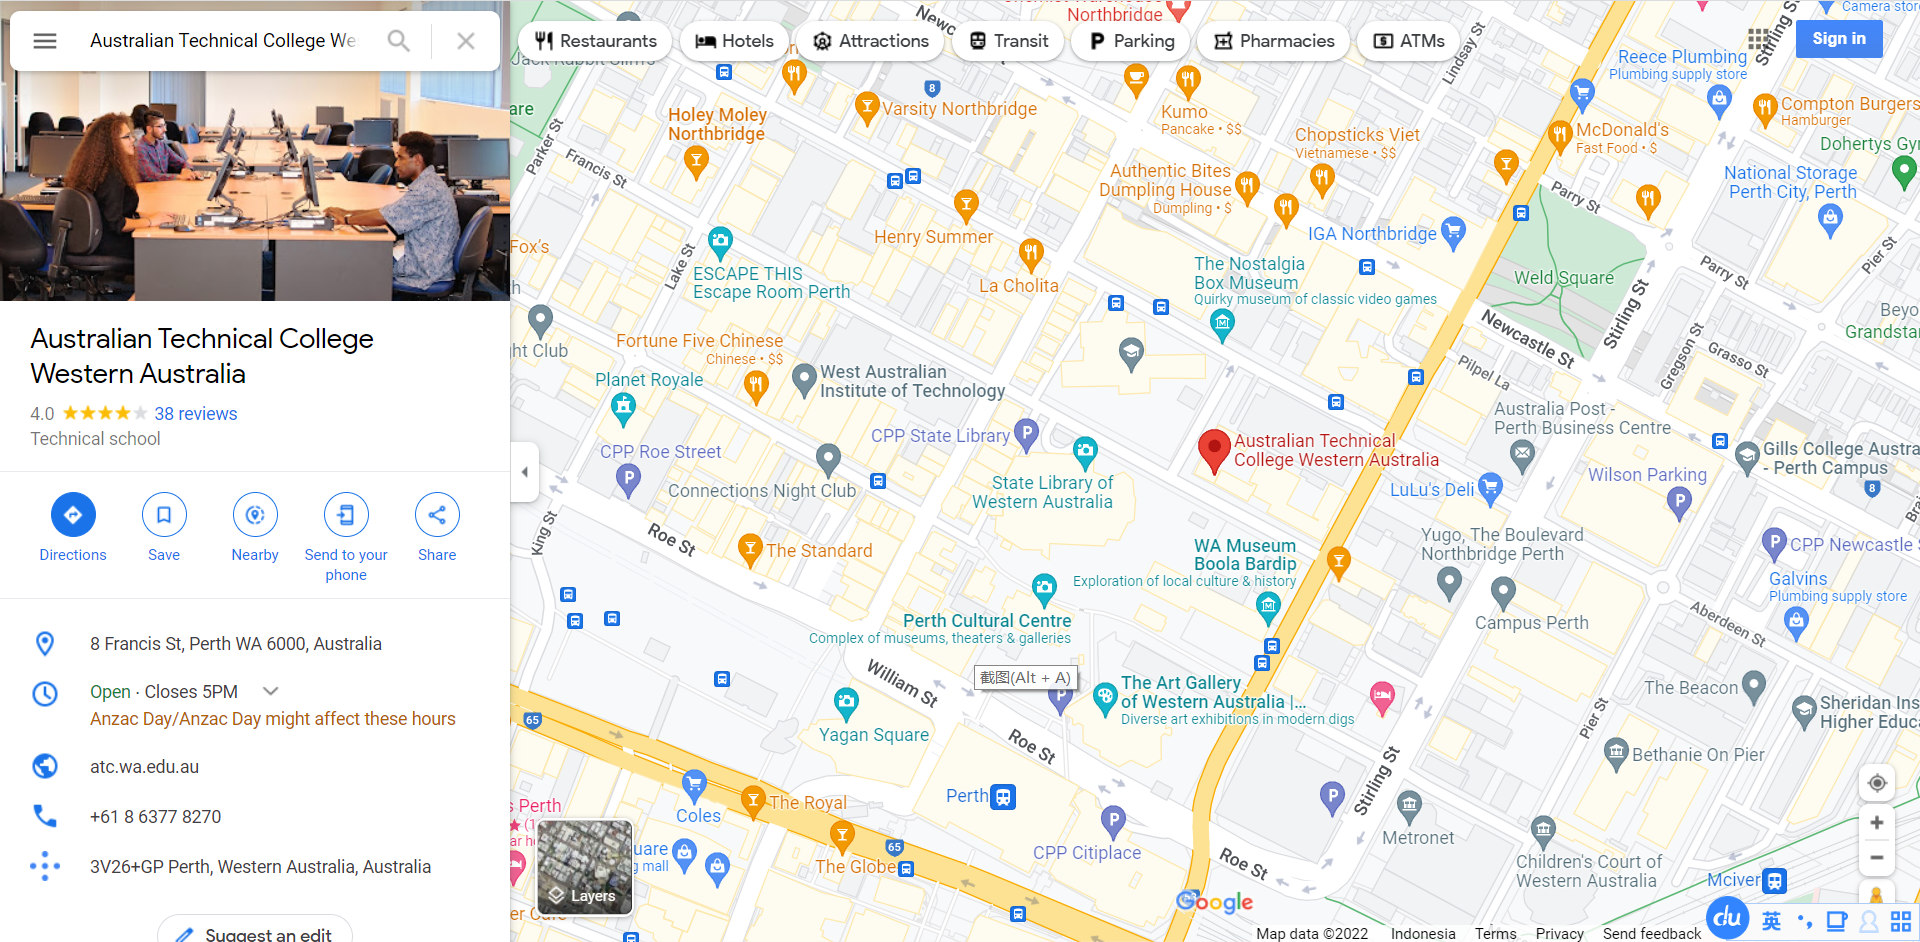 Australian Technical College We
Restaurants
Hotels
Attractions
Transit
Parking
Pharmacies
ATMs
Sign in
Australian Technical College
Western Australia
4.0
38 reviews
Technical school
Directions
Save
Nearby
Send to your
phone
Share
8 Francis St, Perth WA 6000, Australia
Open · Closes 5PM
Anzac Day/Anzac Day might affect these hours
atc.wa.edu.au
+61 8 6377 8270
3V26+GP Perth, Western Australia, Australia
Suggest an edit
Northbridge
Camera store
Stirling St
Lindsay St
Reece Plumbing
Plumbing supply store
Holey Moley
Northbridge
8
Varsity Northbridge
Kumo
Pancake • $$
Chopsticks Viet
Vietnamese • $$
McDonald's
Fast Food • $
Compton Burgers
Hamburger
Parker St
Francis St
Authentic Bites
Dumpling House
Dumpling • $
Parry St
National Storage
Perth City, Perth
Henry Summer
IGA Northbridge
Fox's
Lake St
ESCAPE THIS
Escape Room Perth
La Cholita
The Nostalgia
Box Museum
Quirky museum of classic video games
Weld Square
Parry St
Pier St
Newcastle St
Stirling St
Gregson St
Grasso St
Pilpel La
Fortune Five Chinese
Chinese • $$
Planet Royale
West Australian
Institute of Technology
CPP State Library
Australian Technical
College Western Australia
Australia Post -
Perth Business Centre
Gills College Austra
- Perth Campus
8
CPP Roe Street
Connections Night Club
State Library of
Western Australia
LuLu's Deli
Wilson Parking
King St
Roe St
The Standard
WA Museum
Boola Bardip
Exploration of local culture & history
Yugo, The Boulevard
Northbridge Perth
CPP Newcastle
Galvins
Plumbing supply store
Perth Cultural Centre
Complex of museums, theaters & galleries
Campus Perth
Aberdeen St
William St
截图(Alt + A)
The Art Gallery
of Western Australia |...
Diverse art exhibitions in modern digs
The Beacon
Sheridan Ins
Higher Educa
65
Yagan Square
Roe St
Pier St
Bethanie On Pier
Stirling St
Perth
Coles
The Royal
Metronet
65
The Globe
CPP Citiplace
Roe St
Children's Court of
Western Australia
Mciver
Layers
Google
du
英
Map data ©2022
Indonesia
Terms
Privacy
Send feedback